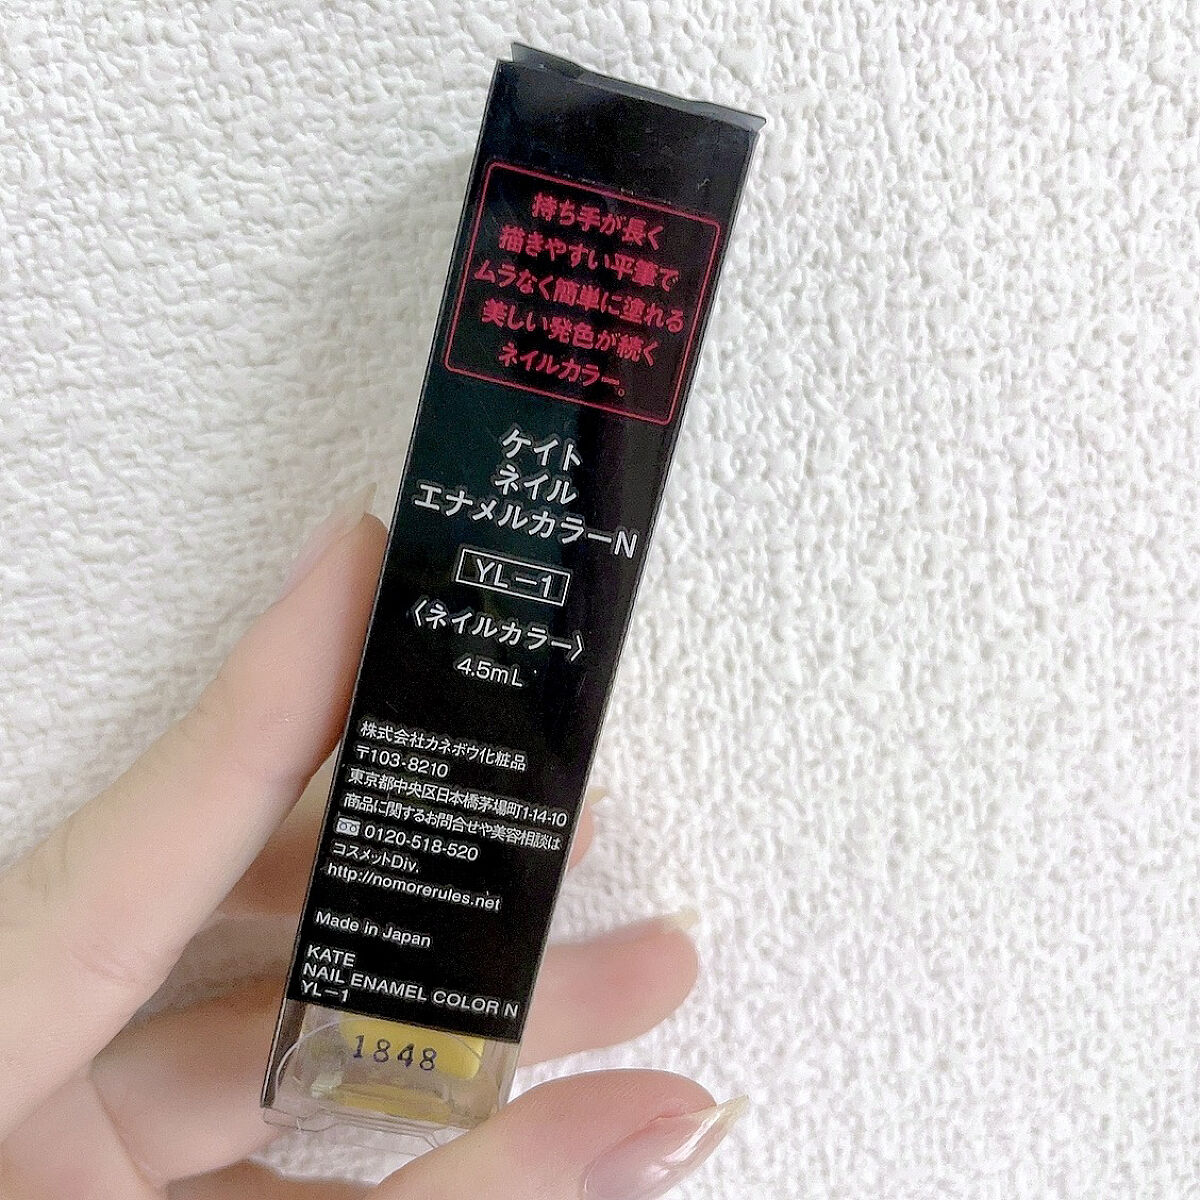 持ち手が長く
描きやすい平筆で
ムラなく簡単に塗れる
美しい発色が続く
ネイルカラー。
ケイト
ネイル
エナメルカラーN
YL-1
〈ネイルカラー〉
4.5mL
株式会社カネボウ化粧品
〒103-8210
東京都中央区日本橋茅場町1-14-10
商品に関するお問合せや美容相談は
0120-518-520
コスメットDiv.
http://nomorerules.net
Made in Japan
KATE
NAIL ENAMEL COLOR N
YL-1
1848